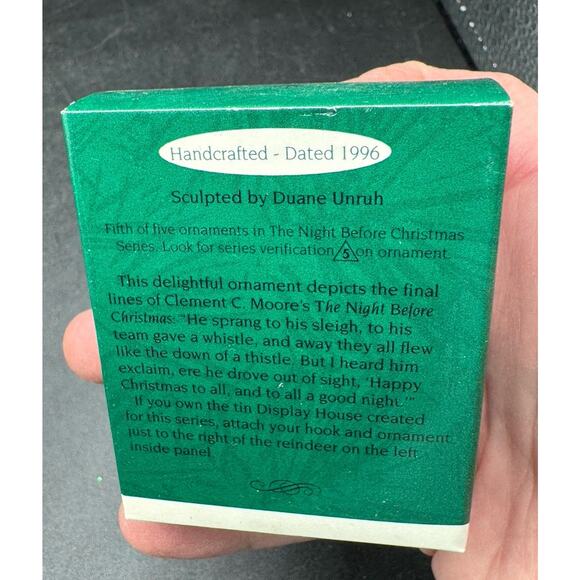 Handcrafted - Dated 1996
Sculpted by Duane Unruh
Fifth of five ornaments in The Night Before Christmas
Series. Look for series verification 5 on ornament.
This delightful ornament depicts the final
lines of Clement C. Moore's The Night Before
Christmas: "He sprang to his sleigh, to his
team gave a whistle, and away they all flew
like the down of a thistle. But I heard him
exclaim, ere he drove out of sight, 'Happy
Christmas to all, and to all a good night.'"
If you own the tin Display House created
for this series, attach your hook and ornament
just to the right of the reindeer on the left
inside panel.